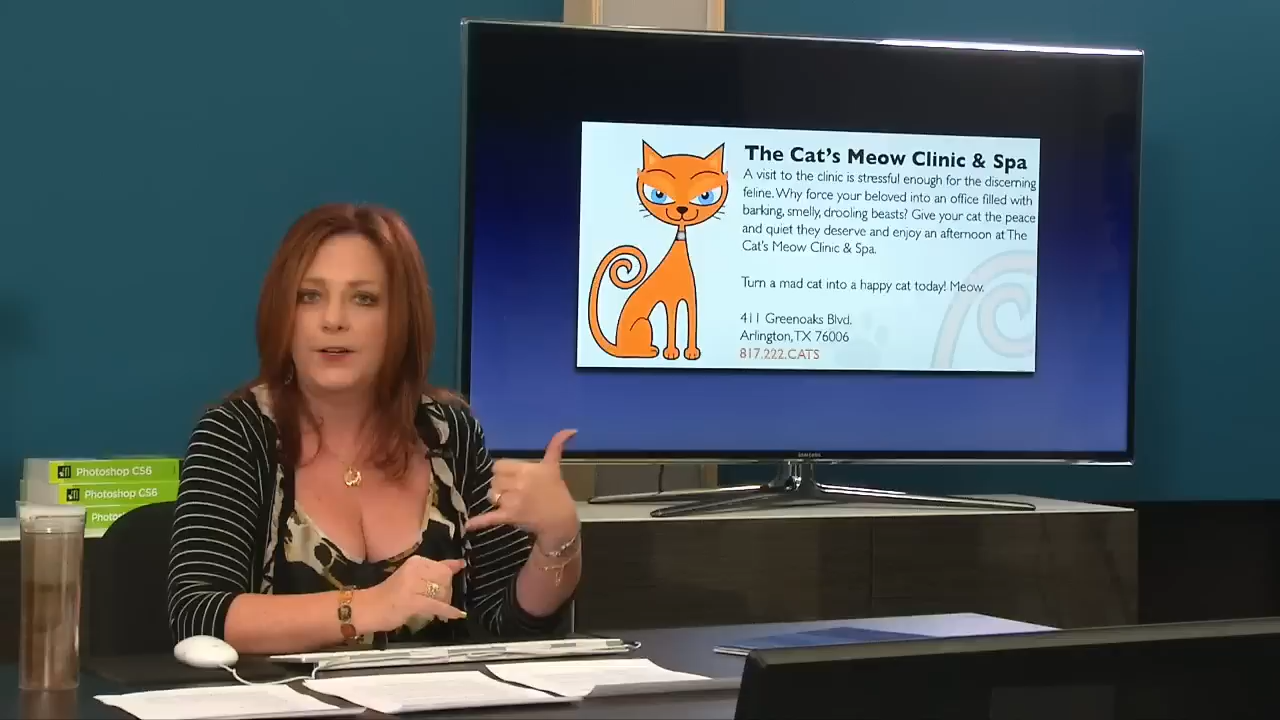 The Cat's Meow Clinic & Spa
A visit to the clinic is stressful enough for the discerning
feline. Why force your beloved into an office filled with
barking, smelly, drooling beasts? Give your cat the peace
and quiet they deserve and enjoy an afternoon at The
Cat's Meow Clinic & Spa.
Turn a mad cat into a happy cat today! Meow.
411 Greenoaks Blvd.
Arlington, TX 76006
817.222.CATS
SAMSUNG
Photoshop CS6
Photoshop CS6
Photo